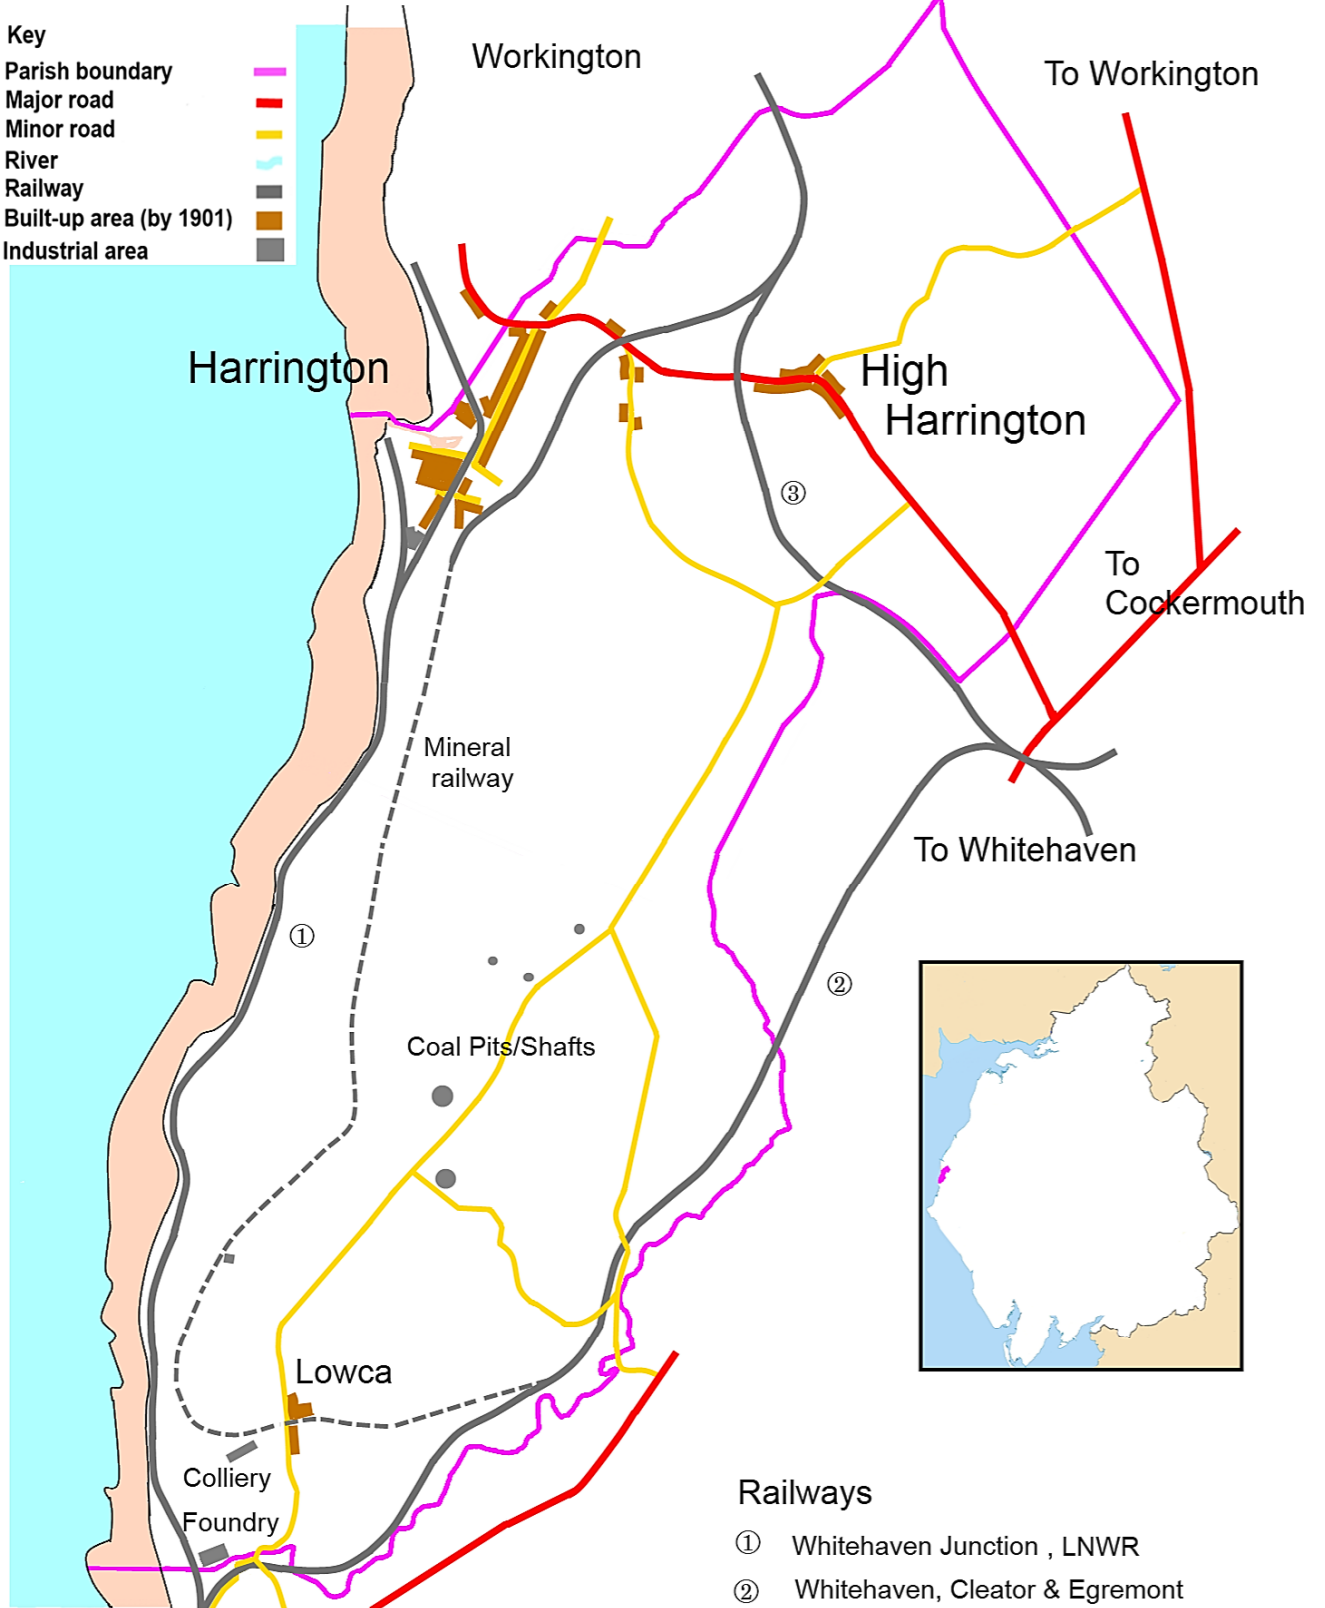 Key
Parish boundary
Major road
Minor road
River
Railway
Built-up area (by 1901)
Industrial area
Workington
To Workington
Harrington
High
Harrington
③
To
Cockermouth
Mineral
railway
To Whitehaven
①
②
Coal Pits/Shafts
Lowca
Colliery
Foundry
Railways
① Whitehaven Junction , LNWR
② Whitehaven, Cleator & Egremont